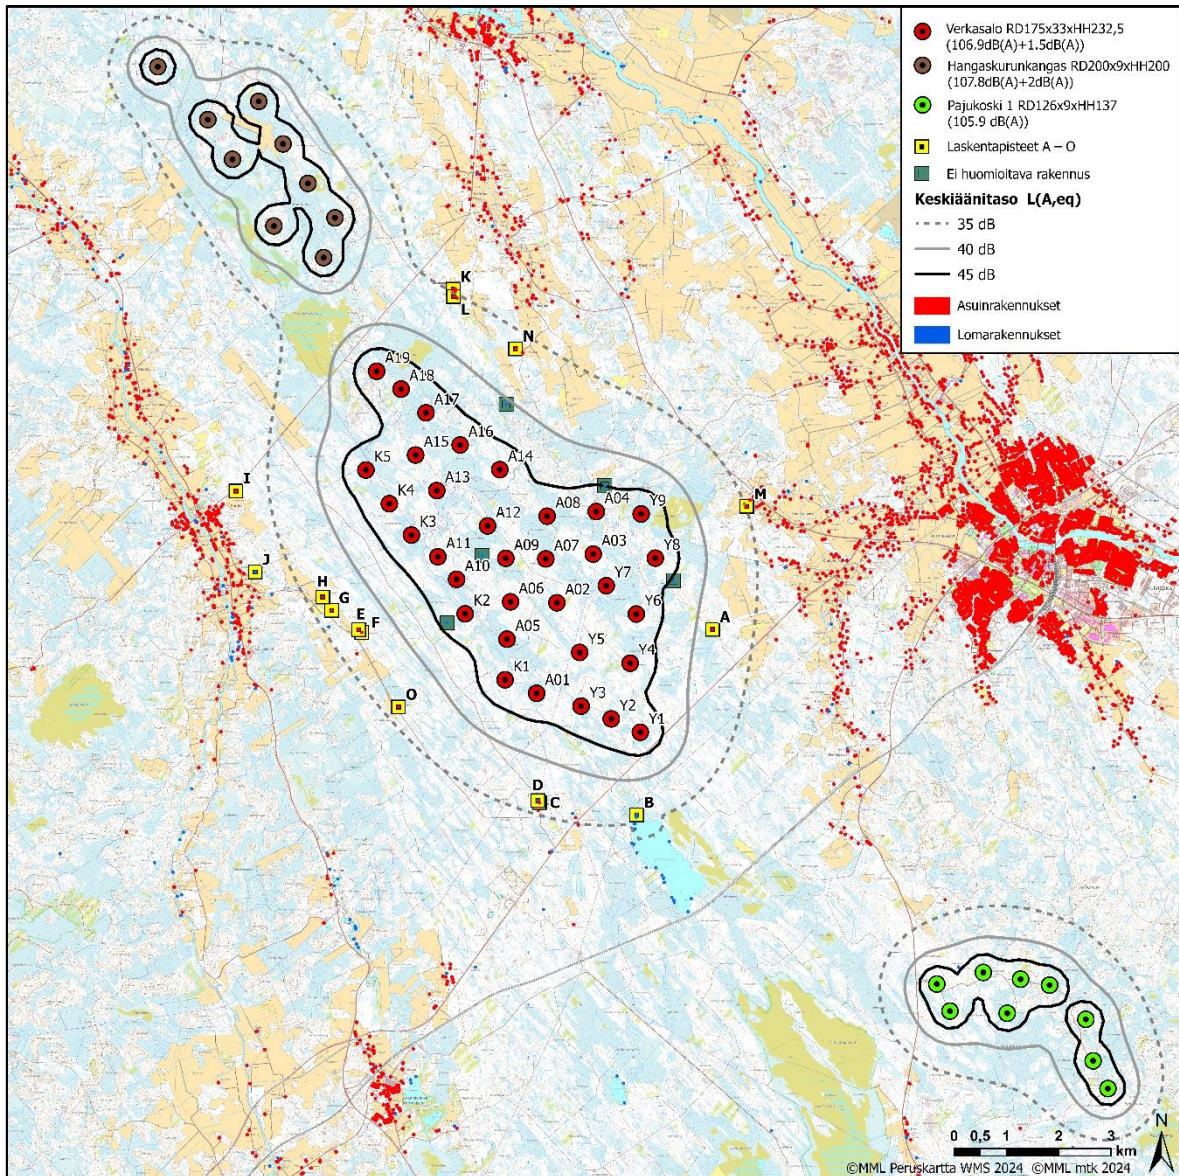 Verkasalo RD175x33xHH232,5
(106.9dB(A)+1.5dB(A))
Hangaskurunkangas RD200x9xHH200
(107.8dB(A)+2dB(A))
Pajukoski 1 RD126x9xHH137
(105.9 dB(A))
Laskentapisteet A – O
Ei huomioitava rakennus
Keskiäänitaso L(A,eq)
35 dB
40 dB
45 dB
Asuinrakennukset
Lomarakennukset
K
L
N
A19
A18
A17
A16
A15
A14
K5
A13
I
K4
M
A08
A04
Y9
A12
K3
A11
A09
A07
A03
Y8
J
A10
Y7
H
G
K2
A06
A02
Y6
E
F
A05
A
Y5
Y4
K1
A01
O
Y3
Y2
Y1
D
C
B
N
0 0,5 1 2 3
km
©MML Peruskartta WMS 2024 ©MML mtk 2024